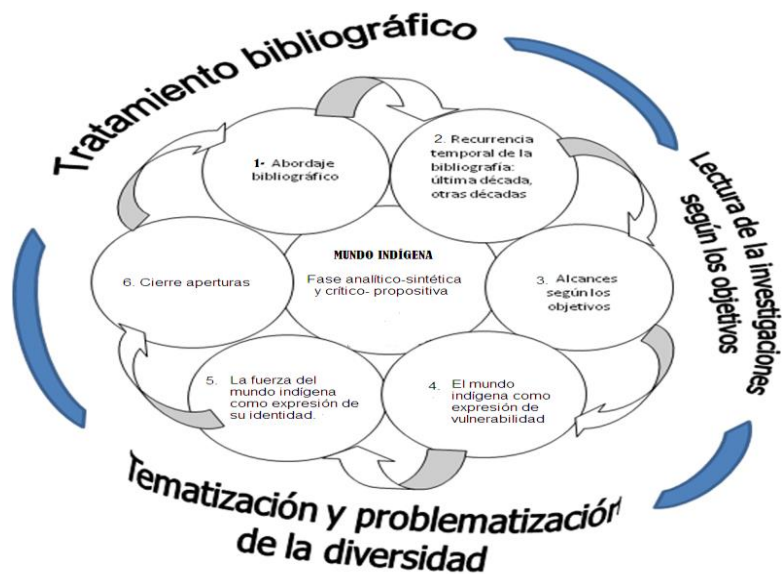 Tratamiento bibliográfico
1- Abordaje
bibliográfico
2. Recurrencia
temporal de la
bibliografía:
última década,
otras décadas
Lectura de la investigaciones
según los objetivos
MUNDO INDÍGENA
Fase analítico-sintética
y crítico- propositiva
3. Alcances
según los
objetivos
4. El mundo
indígena como
expresión de
vulnerabilidad
5. La fuerza del
mundo indígena
como expresión de
su identidad.
6. Cierre aperturas
Tematización y problematización
de la diversidad